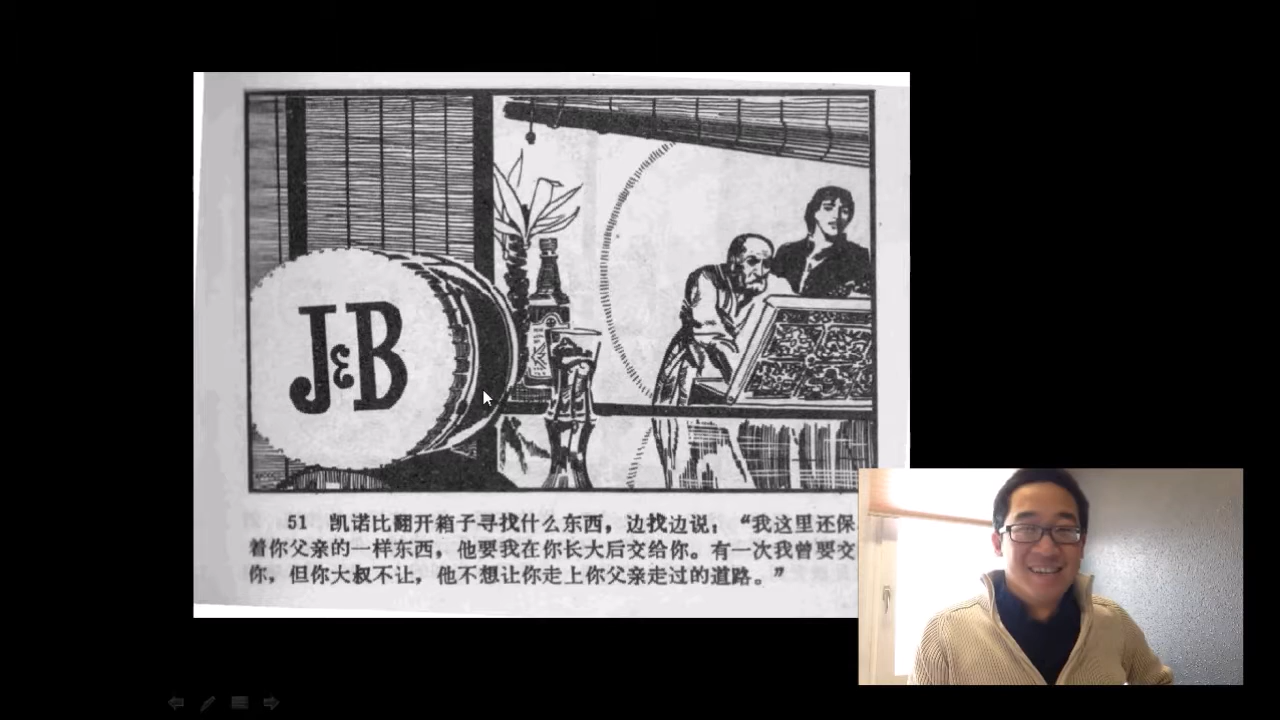 J&B
51 凯诺比翻开箱子寻找什么东西，边找边说：“我这里还保
着你父亲的一样东西，他要我在你长大后交给你。有一次我曾要交
你，但你大叔不让，他不想让你走上你父亲走过的道路。”